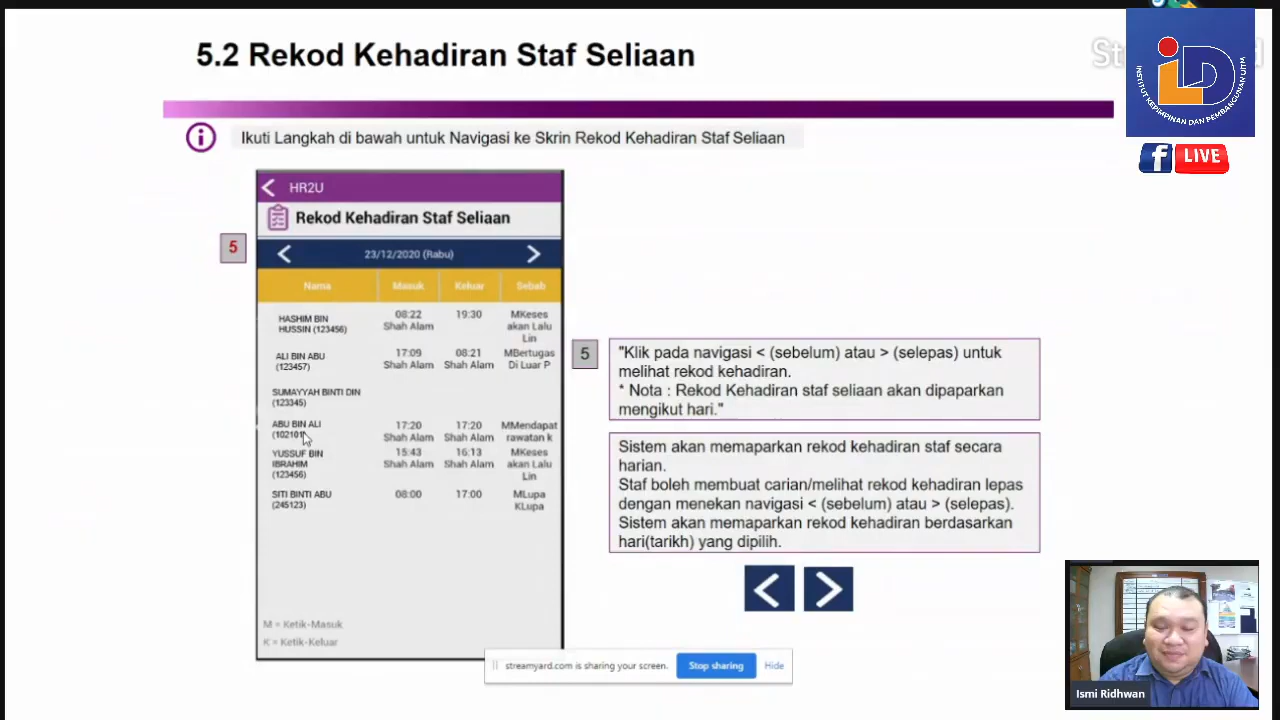 5.2 Rekod Kehadiran Staf Seliaan
INSTITUT KEPIMPINAN DAN PEMBANGUNAN UiTM
f LIVE
Ikuti Langkah di bawah untuk Navigasi ke Skrin Rekod Kehadiran Staf Seliaan
HR2U
Rekod Kehadiran Staf Seliaan
5
23/12/2020 (Rabu)
Nama Masuk Keluar Sebab
HASHIM BIN HUSSIN (123456) 08:22 Shah Alam 19:30 MKeses akan Lalu Lin
ALI BIN ABU (123457) 17:09 Shah Alam 08:21 Shah Alam MBertugas Di Luar P
SUMAYYAH BINTI DIN (123345)
ABU BIN ALI (102101) 17:20 Shah Alam 17:20 Shah Alam MMendapat rawatan k
YUSSUF BIN IBRAHIM (123456) 15:43 Shah Alam 16:13 Shah Alam MKeses akan Lalu Lin
SITI BINTI ABU (245123) 08:00 17:00 MLupa KLupa
M = Ketik-Masuk
K = Ketik-Keluar
5
"Klik pada navigasi < (sebelum) atau > (selepas) untuk
melihat rekod kehadiran.
* Nota : Rekod Kehadiran staf seliaan akan dipaparkan
mengikut hari."
Sistem akan memaparkan rekod kehadiran staf secara
harian.
Staf boleh membuat carian/melihat rekod kehadiran lepas
dengan menekan navigasi < (sebelum) atau > (selepas).
Sistem akan memaparkan rekod kehadiran berdasarkan
hari(tarikh) yang dipilih.
streamyard.com is sharing your screen. Stop sharing Hide
Ismi Ridhwan